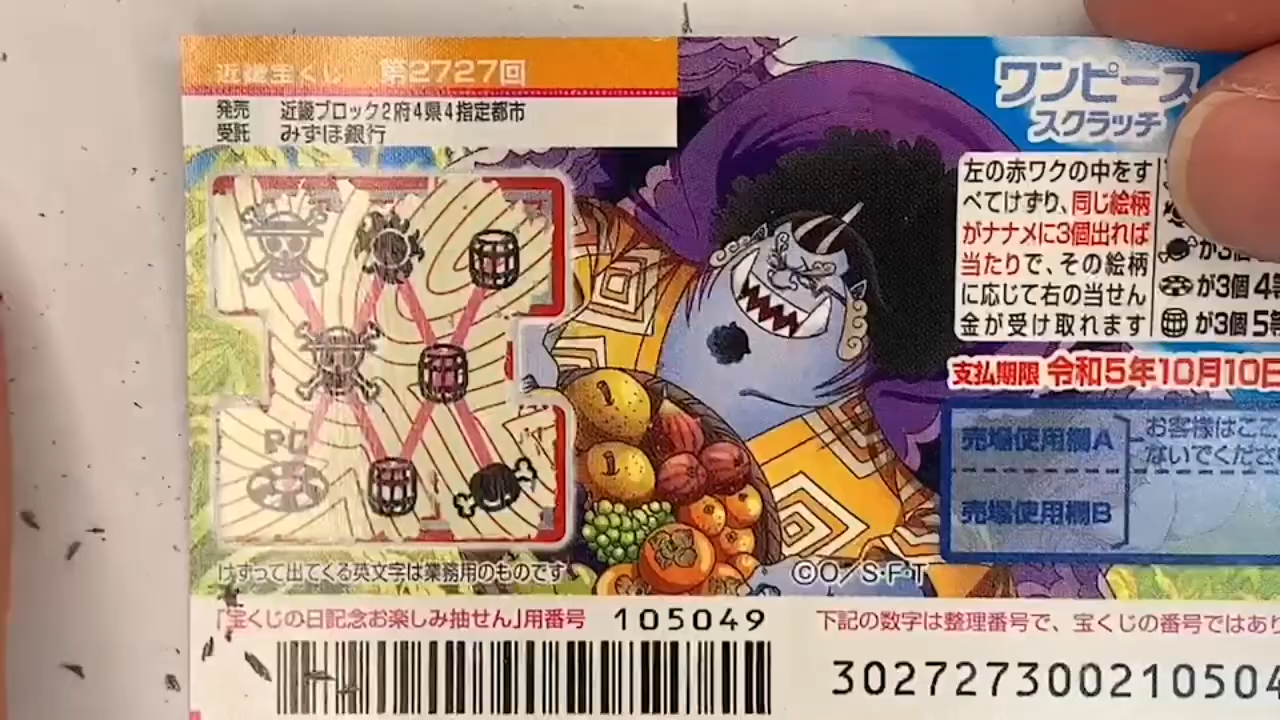 近畿宝くじ 第2727回
発売 近畿ブロック2府4県4指定都市
受託 みずほ銀行
ワンピース
スクラッチ
左の赤ワクの中をす
べてけずり、同じ絵柄
がナナメに3個出れば
当たりで、その絵柄
に応じて右の当せん
金が受け取れます
が3個
が3個 4等
が3個 5等
支払期限 令和5年10月10日
売場使用欄A
売場使用欄B
お客様はここ
ないでくださ
PC
けずって出てくる英文字は業務用のものです
©O/S・F・T
「宝くじの日記念お楽しみ抽せん」用番号 105049
下記の数字は整理番号で、宝くじの番号ではあり
302727300210504